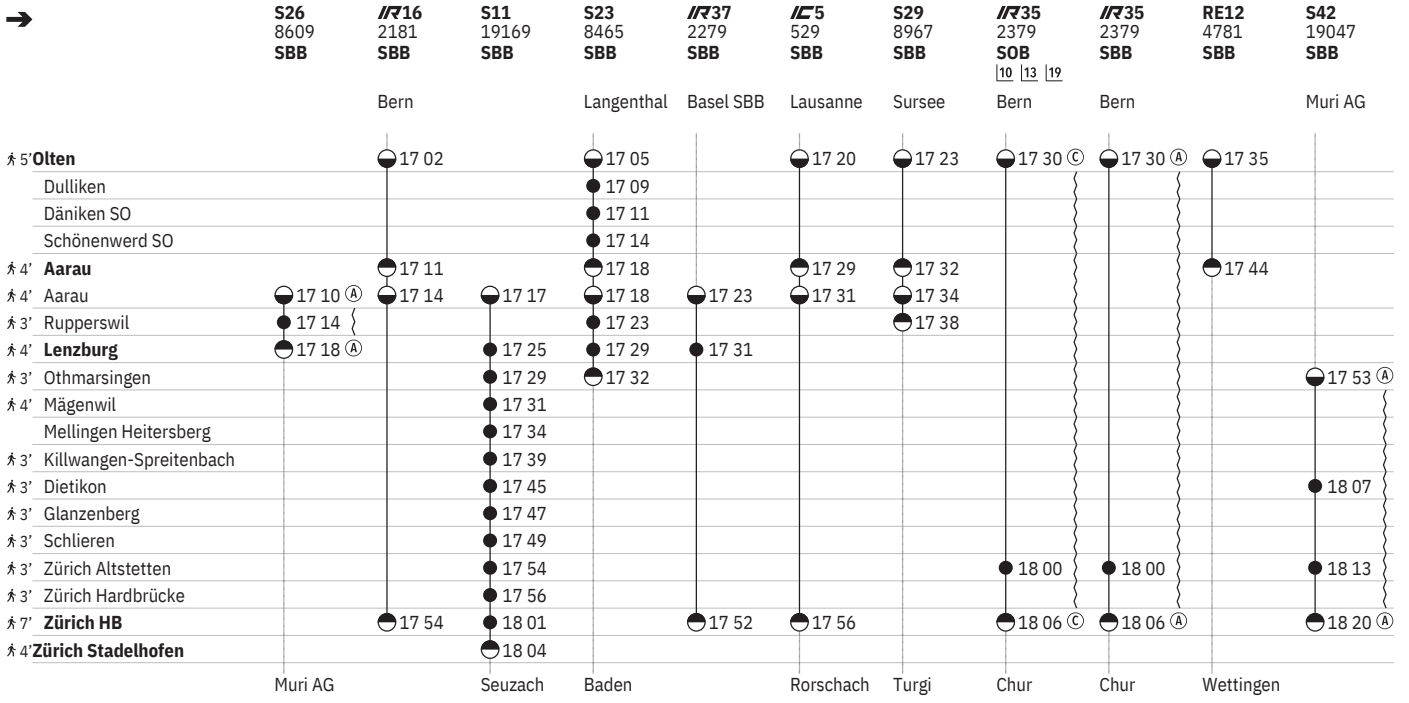 S26 IR16 S11 S23 IR37 IC5 S29 IR35 IR35 RE12 S42
8609 2181 19169 8465 2279 529 8967 2379 2379 4781 19047
SBB SBB SBB SBB SBB SBB SBB SOB SBB SBB SBB
10 13 19
Bern Langenthal Basel SBB Lausanne Sursee Bern Bern Muri AG
5’ Olten 17 02 17 05 17 20 17 23 17 30 C 17 30 A 17 35
Dulliken 17 09
Däniken SO 17 11
Schönenwerd SO 17 14
4’ Aarau 17 11 17 18 17 29 17 32 17 44
4’ Aarau 17 10 A 17 14 17 17 17 18 17 23 17 31 17 34
3’ Rupperswil 17 14 17 23 17 38
4’ Lenzburg 17 18 A 17 25 17 29 17 31
3’ Othmarsingen 17 29 17 32 17 53 A
4’ Mägenwil 17 31
Mellingen Heitersberg 17 34
3’ Killwangen-Spreitenbach 17 39
3’ Dietikon 17 45 18 07
3’ Glanzenberg 17 47
3’ Schlieren 17 49
3’ Zürich Altstetten 17 54 18 00 18 00 18 13
3’ Zürich Hardbrücke 17 56
7’ Zürich HB 17 54 18 01 17 52 17 56 18 06 C 18 06 A 18 20 A
4’ Zürich Stadelhofen 18 04
Muri AG Seuzach Baden Rorschach Turgi Chur Chur Wettingen